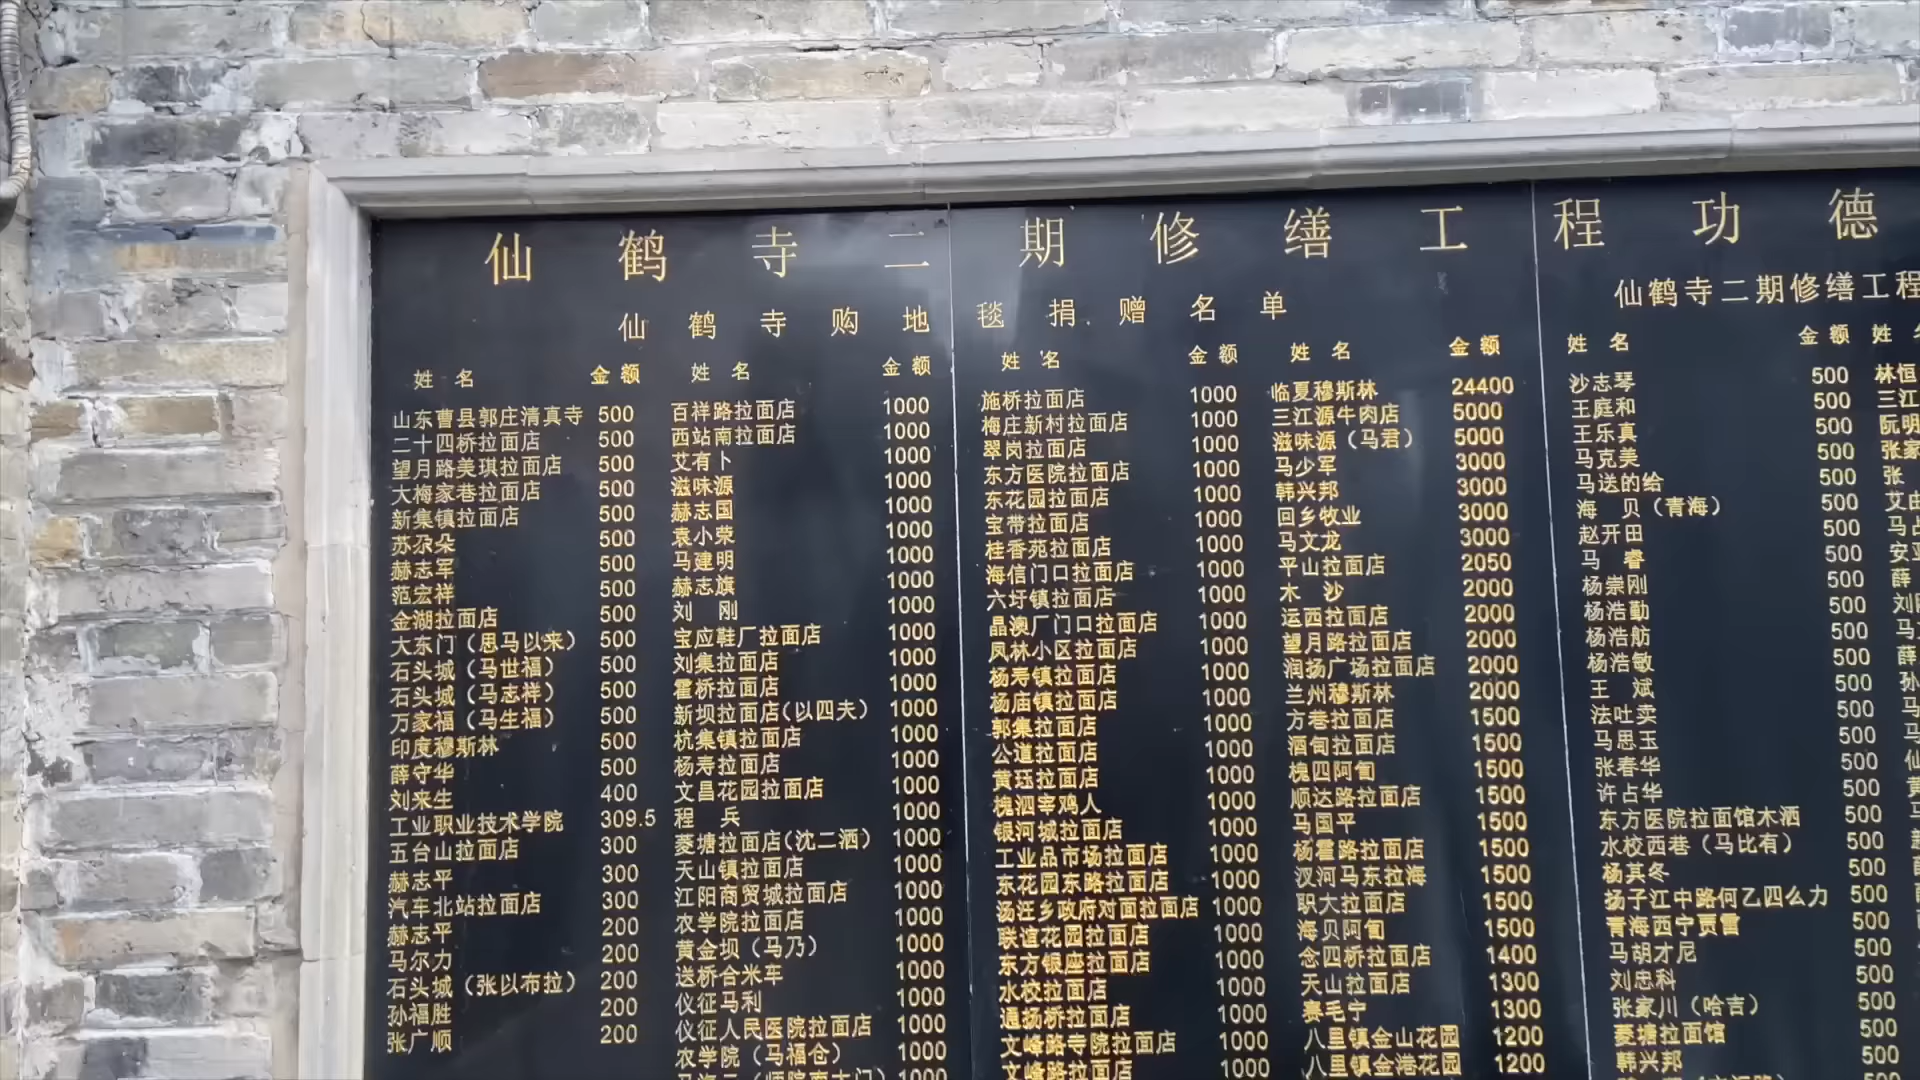 仙鹤寺二期修缮工程功德
仙鹤寺购地毯捐赠名单
姓名 金额 姓名 金额
山东曹县郭庄清真寺 500 百祥路拉面店 1000
二十四桥拉面店 500 西站南拉面店 1000
望月路美琪拉面店 500 艾有卜 1000
大梅家巷拉面店 500 滋味源 1000
新集镇拉面店 500 赫志国 1000
苏尕朵 500 袁小荣 1000
赫志军 500 马建明 1000
范宏祥 500 赫志旗 1000
金湖拉面店 500 刘 刚 1000
大东门（思马以来） 500 宝应鞋厂拉面店 1000
石头城（马世福） 500 刘集拉面店 1000
石头城（马志祥） 500 霍桥拉面店 1000
万家福（马生福） 500 新坝拉面店(以四夫） 1000
印度穆斯林 500 杭集镇拉面店 1000
薛守华 500 杨寿拉面店 1000
刘来生 400 文昌花园拉面店 1000
工业职业技术学院 309.5 程 兵 1000
五台山拉面店 300 菱塘拉面店(沈二洒） 1000
赫志平 300 天山镇拉面店 1000
汽车北站拉面店 300 江阳商贸城拉面店 1000
赫志平 200 农学院拉面店 1000
马尔力 200 黄金坝（马乃） 1000
石头城（张以布拉） 200 送桥合米车 1000
孙福胜 200 仪征马利 1000
张广顺 200 仪征人民医院拉面店 1000
农学院（马福仓） 1000
1000
姓名 金额 姓名 金额
施桥拉面店 1000 临夏穆斯林 24400
梅庄新村拉面店 1000 三江源牛肉店 5000
翠岗拉面店 1000 滋味源（马君） 5000
东方医院拉面店 1000 马少军 3000
东花园拉面店 1000 韩兴邦 3000
宝带拉面店 1000 回乡牧业 3000
桂香苑拉面店 1000 马文龙 3000
海信门口拉面店 1000 平山拉面店 2050
六圩镇拉面店 1000 木 沙 2000
晶澳厂门口拉面店 1000 运西拉面店 2000
凤林小区拉面店 1000 望月路拉面店 2000
杨寿镇拉面店 1000 润扬广场拉面店 2000
杨庙镇拉面店 1000 兰州穆斯林 2000
郭集拉面店 1000 方巷拉面店 1500
公道拉面店 1000 酒甸拉面店 1500
黄珏拉面店 1000 槐四阿訇 1500
槐泗宰鸡人 1000 顺达路拉面店 1500
银河城拉面店 1000 马国平 1500
工业品市场拉面店 1000 杨霍路拉面店 1500
东花园东路拉面店 1000 汊河马东拉海 1500
汤汪乡政府对面拉面店 1000 职大拉面店 1500
联谊花园拉面店 1000 海贝阿訇 1500
东方银座拉面店 1000 念四桥拉面店 1400
水校拉面店 1000 天山拉面店 1300
通扬桥拉面店 1000 赛毛宁 1300
文峰路寺院拉面店 1000 八里镇金山花园 1200
文峰路拉面店 1000 八里镇金港花园 1200
仙鹤寺二期修缮工程
姓名 金额 姓
沙志琴 500 林恒
王庭和 500 三江
王乐真 500 阮明
马克美 500 张家
马送的给 500 张
海 贝（青海） 500 艾由
赵开田 500 马占
马 睿 500 安
杨崇刚 500 薛
杨浩勤 500 刘
杨浩舫 500 马
杨浩敏 500 薛
王 斌 500 孙
法吐卖 500 马
马思玉 500 马
张春华 500 仙
许占华 500 黄
东方医院拉面馆木洒 500
水校西巷（马比有） 500
杨其冬 500
扬子江中路何乙四么力 500
青海西宁贾雷 500
马胡才尼 500
刘忠科 500
张家川（哈吉） 500
菱塘拉面馆 500
韩兴邦 500